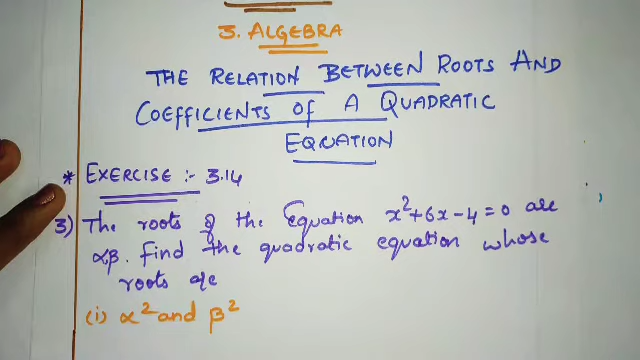 3. ALGEBRA
THE RELATION BETWEEN ROOTS AND
COEFFICIENTS OF A QUADRATIC
EQUATION
* EXERCISE :- 3.14
3) The roots of the Equation x²+6x-4=0 are
αβ. Find the quadratic equation whose
roots are
(i) α² and β²